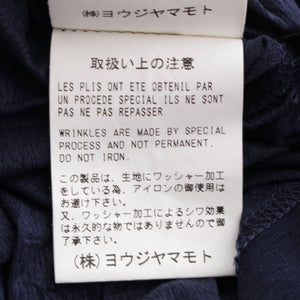 (株)ヨウジヤマモト
取扱い上の注意
LES PLIS ONT ETE OBTENIF PAR
UN PROCEDE SPECIAL ILS NE SONT
PAS NE PAS REPASSER
WRINKLES ARE MADE BY SPECIAL
PROCESS AND NOT PERMANENT.
DO NOT IRON.
この製品は、生地にワッシャー加工が
施してある為、アイロンの御使用は
お避け下さい。
又、ワッシャー加工によるシワ効果
は永久的な物ではありませんので御
了承下さい。
(株)ヨウジヤマモト